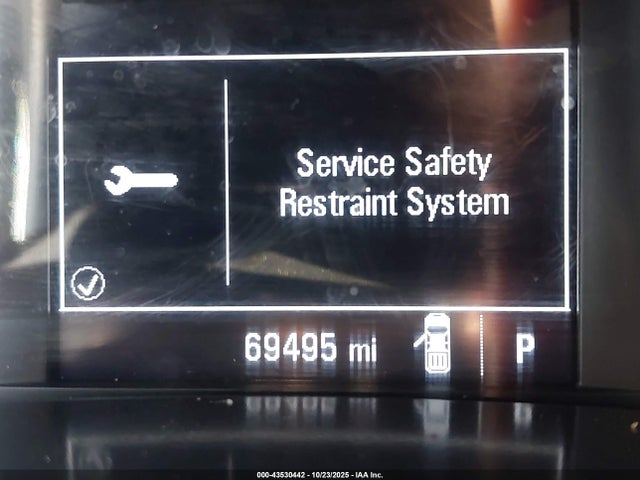 Service Safety
Restraint System
69495 mi
P
000-43530442 - 10/23/2025 - IAA Inc.